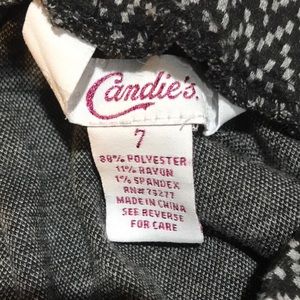 Candie's.
7
88% POLYESTER
11% RAYON
1% SPANDEX
RN# 73277
MADE IN CHINA
SEE REVERSE
FOR CARE